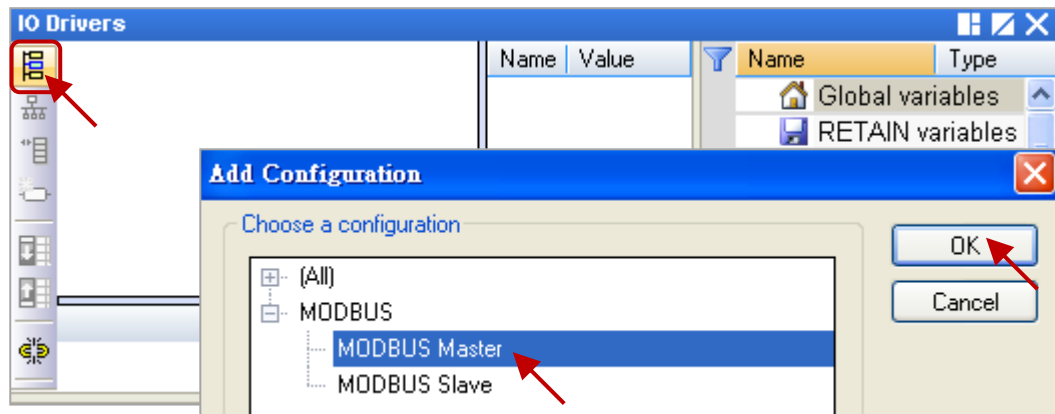 IO Drivers
Name Value
Name Type
Global variables
RETAIN variables
Add Configuration
Choose a configuration
(All)
MODBUS
MODBUS Master
MODBUS Slave
OK
Cancel